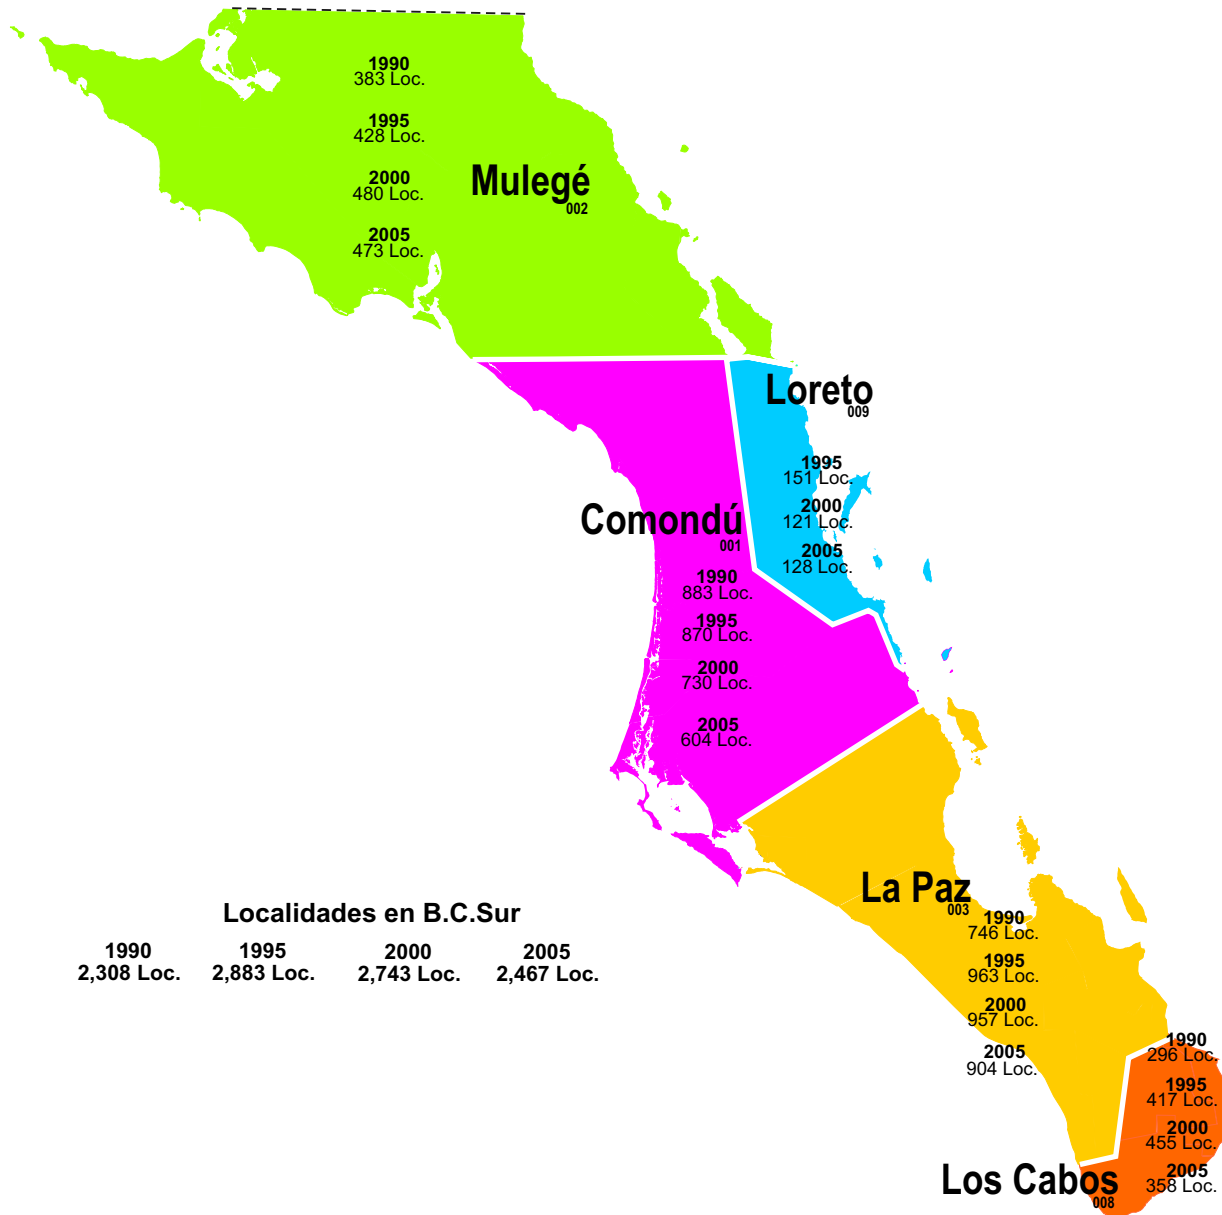 1990
383 Loc.
1995
428 Loc.
2000
480 Loc.
2005
473 Loc.
Mulegé
002
Loreto
009
1995
151 Loc.
2000
121 Loc.
2005
128 Loc.
Comondú
001
1990
883 Loc.
1995
870 Loc.
2000
730 Loc.
2005
604 Loc.
La Paz
003
1990
746 Loc.
1995
963 Loc.
2000
957 Loc.
2005
904 Loc.
Localidades en B.C.Sur
1990 1995 2000 2005
2,308 Loc. 2,883 Loc. 2,743 Loc. 2,467 Loc.
1990
296 Loc.
1995
417 Loc.
2000
455 Loc.
2005
358 Loc.
Los Cabos
008